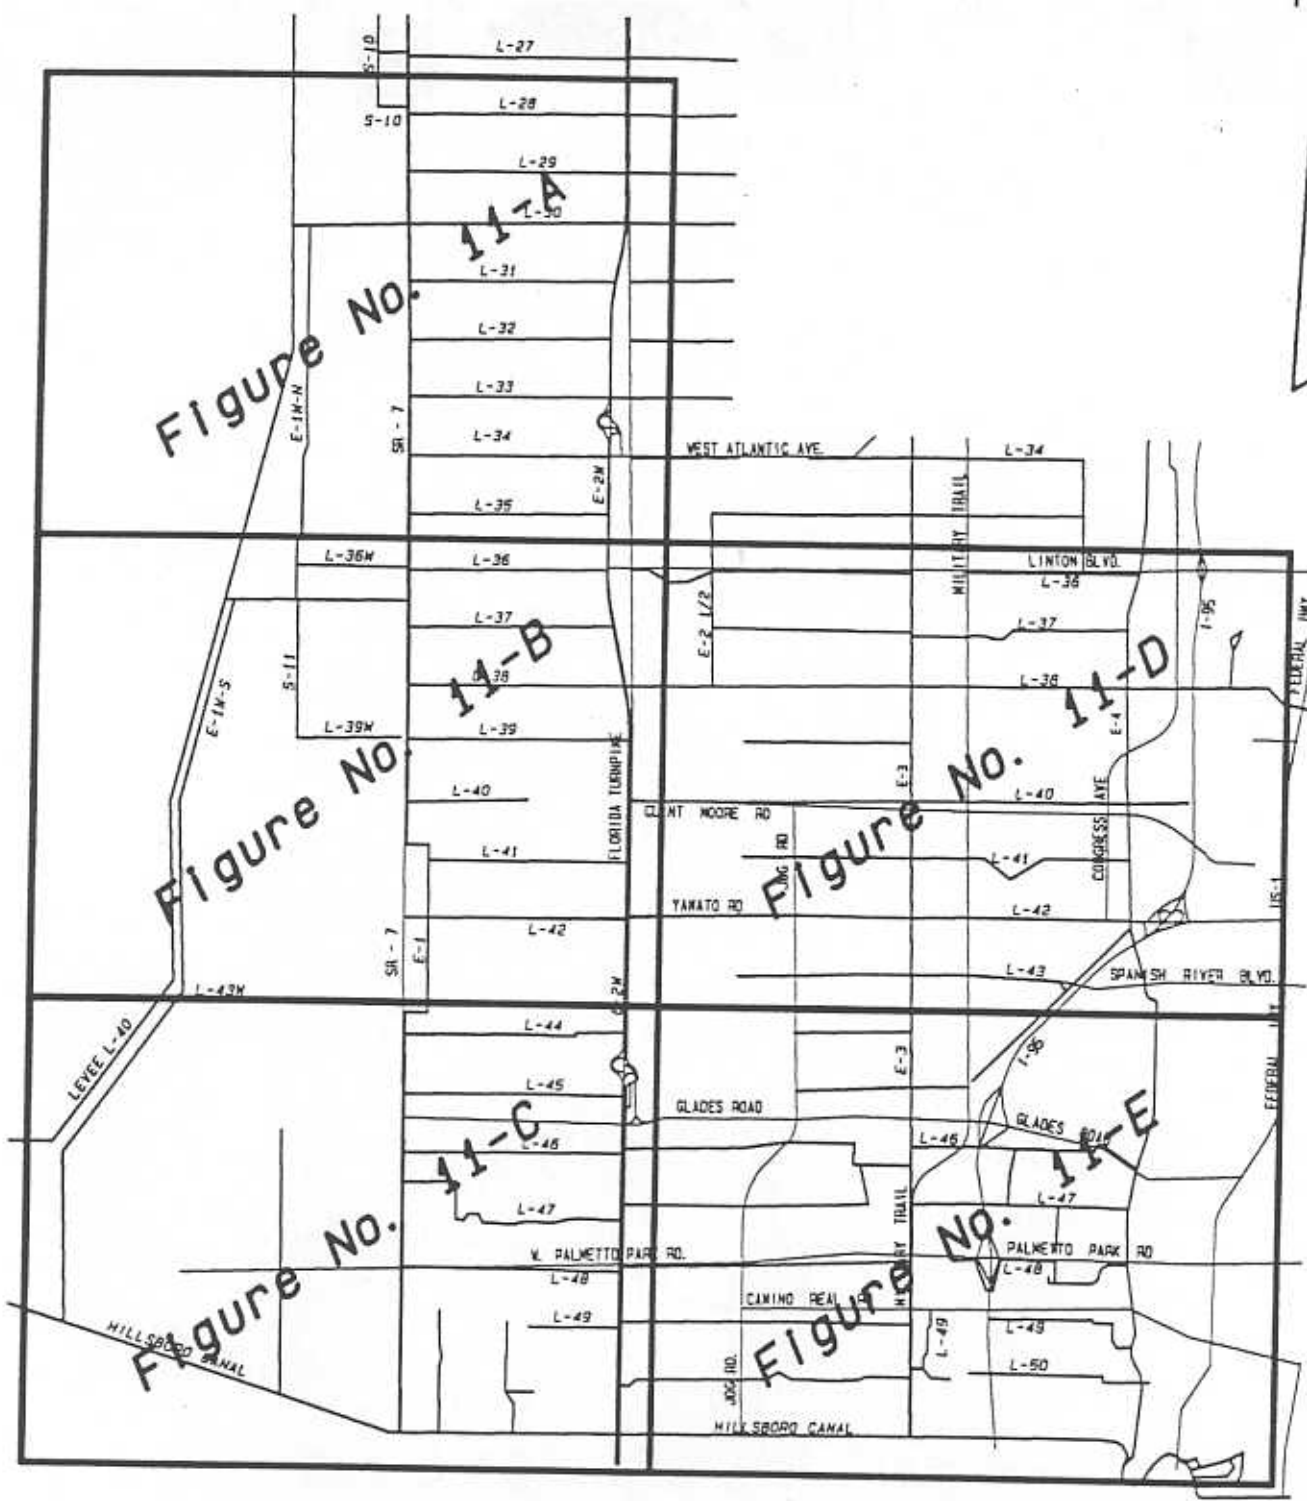 L-27
S-10
L-28
S-10
L-29
L-30
Figure No. 11-A
L-31
L-32
L-33
E-1W-N
SR - 7
L-34
E-2W
WEST ATLANTIC AVE.
L-34
L-35
MILITARY TRAIL
L-36W
L-36
LINTON BLVD.
L-36
E-2 1/2
I-95
L-37
L-37
FEDERAL HWY
S-11
Figure No. 11-B
L-38
L-38
Figure No. 11-D
E-1W-S
L-39W
L-39
E-4
FLORIDA TURNPIKE
E-3
L-40
L-40
CLINT MOORE RD
CONGRESS AVE
JOG RD
L-41
L-41
YAMATO RD
L-42
L-42
US-1
SR - 7
E-1
L-43
SPANISH RIVER BLVD.
L-43W
E-2W
LEVEE L-40
L-44
E-3
I-95
FEDERAL HWY
L-45
GLADES ROAD
GLADES ROAD
L-46
L-46
Figure No. 11-C
Figure No. 11-E
L-47
L-47
MILITARY TRAIL
W. PALMETTO PARK RD.
PALMETTO PARK RD
L-48
L-48
CAMINO REAL
L-49
L-49
L-49
HILLSBORO CANAL
L-50
JOG RD.
HILLSBORO CANAL